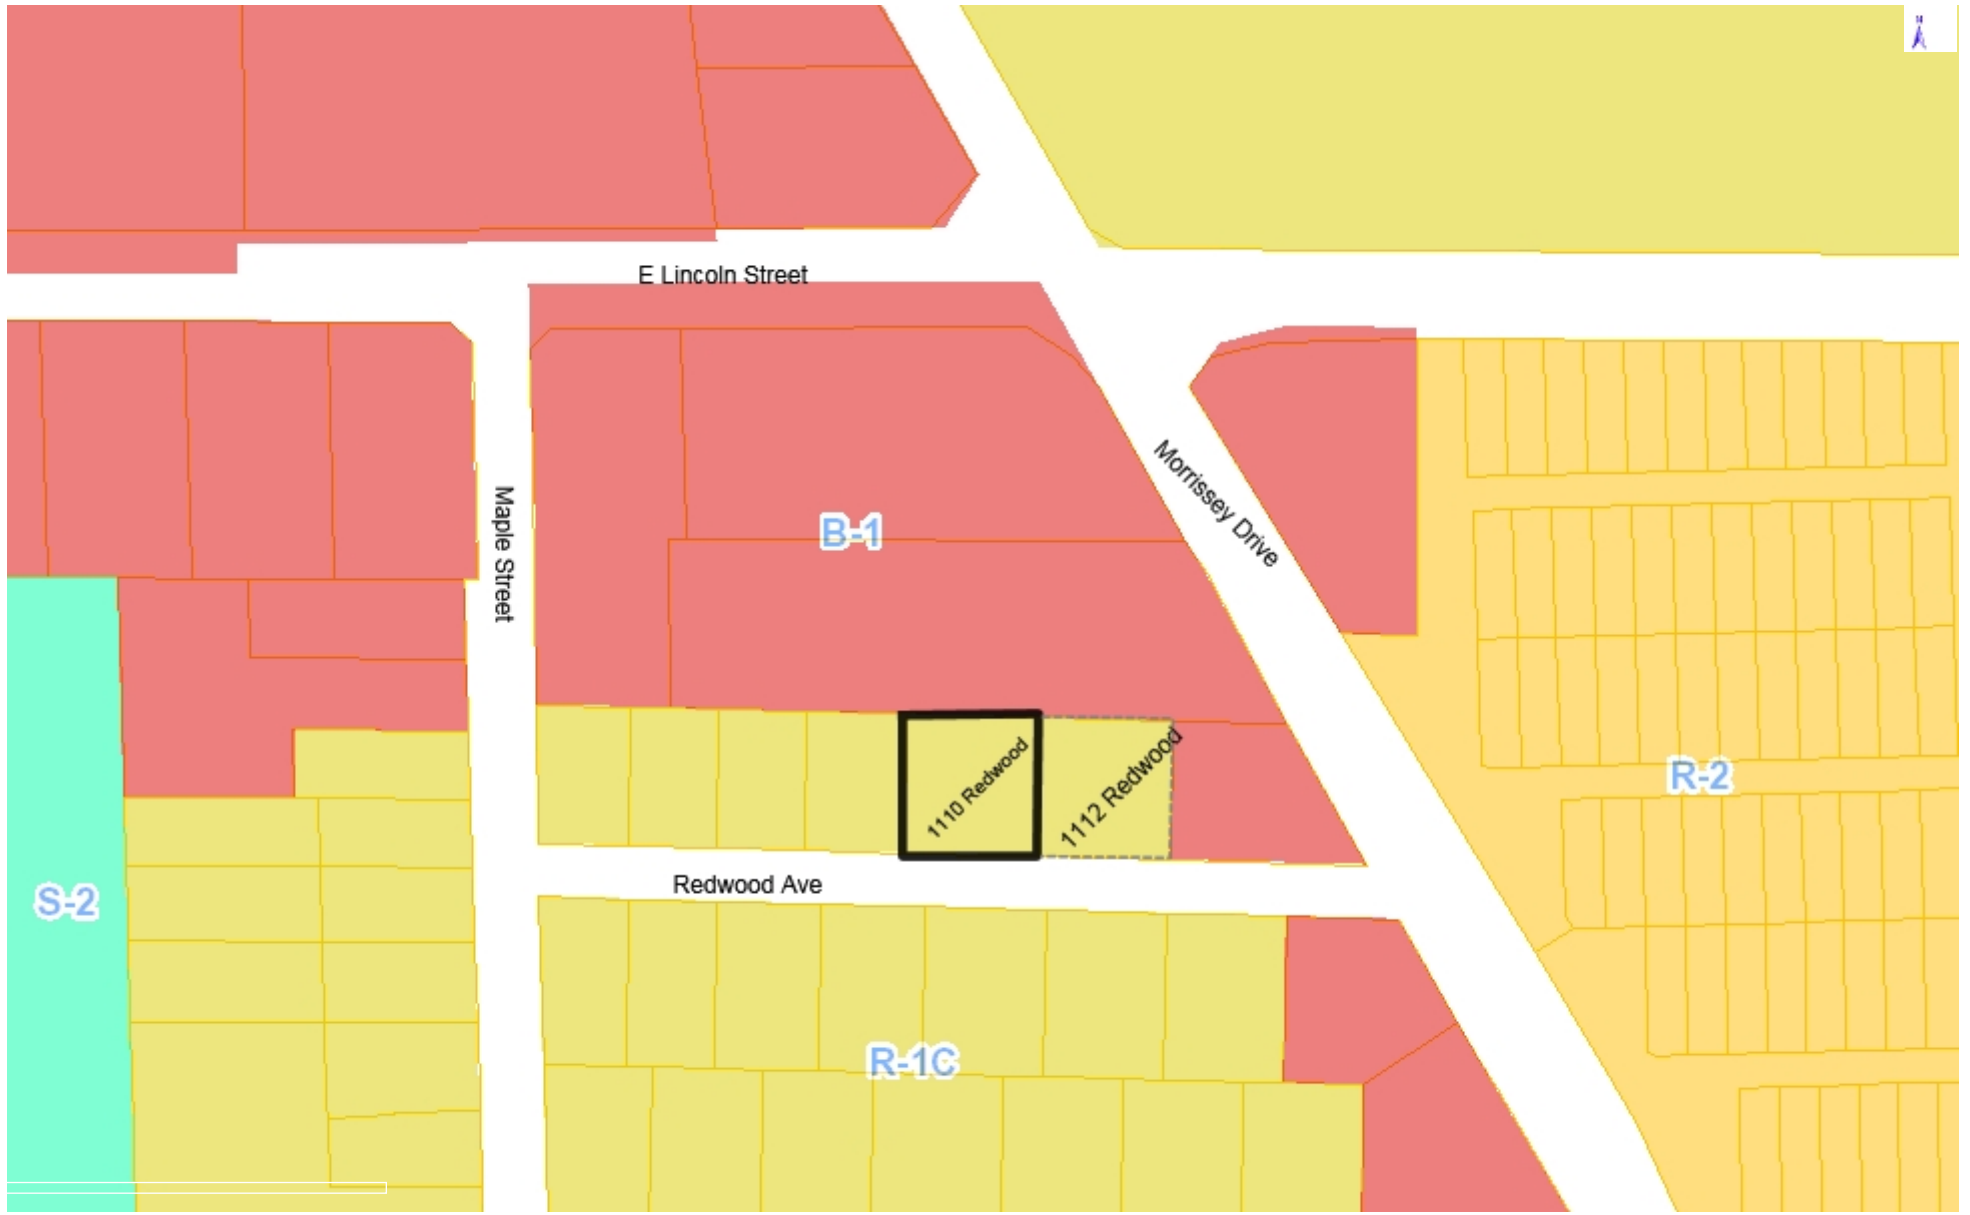 N
E Lincoln Street
Maple Street
B-1
Morrissey Drive
1110 Redwood
1112 Redwood
R-2
Redwood Ave
S-2
R-1C